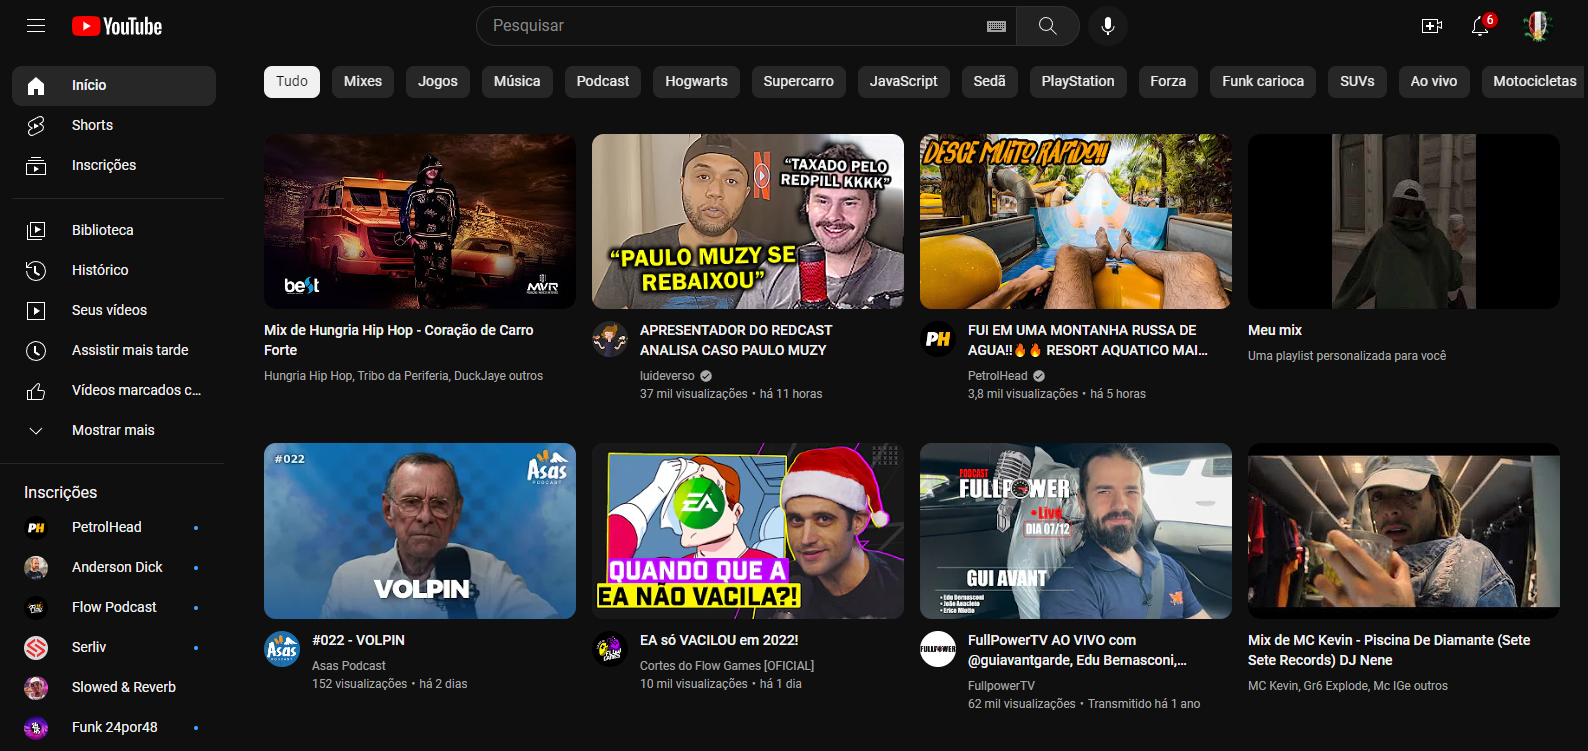 YouTube
Pesquisar
6
Início
Shorts
Inscrições
Biblioteca
Histórico
Seus vídeos
Assistir mais tarde
Vídeos marcados c...
Mostrar mais
Inscrições
PetrolHead
Anderson Dick
Flow Podcast
Serliv
Slowed & Reverb
Funk 24por48
Tudo
Mixes
Jogos
Música
Podcast
Hogwarts
Supercarro
JavaScript
Sedã
PlayStation
Forza
Funk carioca
SUVs
Ao vivo
Motocicletas
best
MVR
Mix de Hungria Hip Hop - Coração de Carro
Forte
Hungria Hip Hop, Tribo da Periferia, DuckJaye outros
"TAXADO PELO
REDPILL KKKK"
"PAULO MUZY SE
REBAIXOU"
APRESENTADOR DO REDCAST
ANALISA CASO PAULO MUZY
luideverso
37 mil visualizações • há 11 horas
DESCE MUITO RÁPIDO!!
PH
FUI EM UMA MONTANHA RUSSA DE
AGUA!!🔥🔥 RESORT AQUATICO MAI...
PetrolHead
3,8 mil visualizações • há 5 horas
Meu mix
Uma playlist personalizada para você
#022
Asas
PODCAST
VOLPIN
Asas
#022 - VOLPIN
Asas Podcast
152 visualizações • há 2 dias
EA
QUANDO QUE A
EA NÃO VACILA?!
EA só VACILOU em 2022!
Cortes do Flow Games [OFICIAL]
10 mil visualizações • há 1 dia
PODCAST
FULLPOWER
• Live
DIA 07/12
GUI AVANT
• Edu Bernasconi
• João Anacleto
FULLPOWER
FullPowerTV AO VIVO com
@guiavantgarde, Edu Bernasconi,...
FullpowerTV
62 mil visualizações • Transmitido há 1 ano
Mix de MC Kevin - Piscina De Diamante (Sete
Sete Records) DJ Nene
MC Kevin, Gr6 Explode, Mc IGe outros